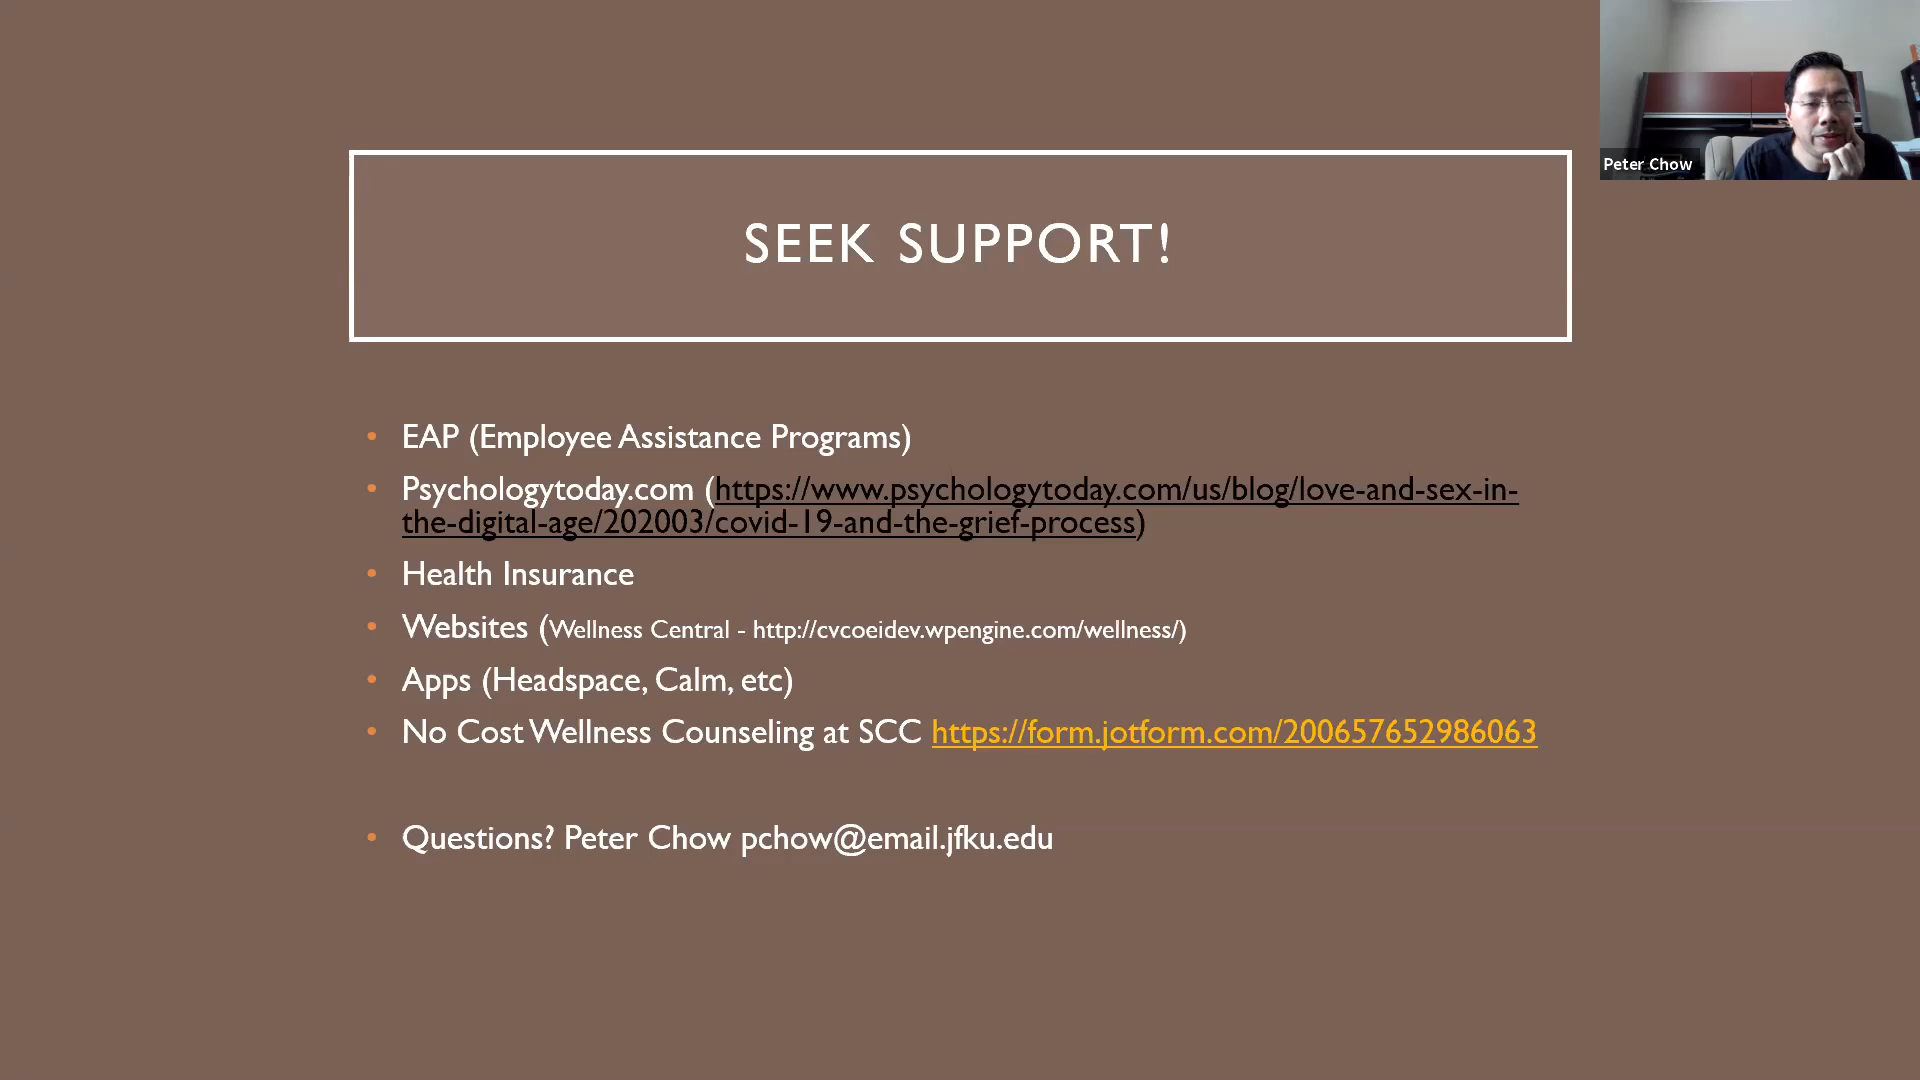 Peter Chow
SEEK SUPPORT!
• EAP (Employee Assistance Programs)
• Psychologytoday.com (https://www.psychologytoday.com/us/blog/love-and-sex-in-
the-digital-age/202003/covid-19-and-the-grief-process)
• Health Insurance
• Websites (Wellness Central - http://cvcoeidev.wpengine.com/wellness/)
• Apps (Headspace, Calm, etc)
• No Cost Wellness Counseling at SCC https://form.jotform.com/200657652986063
• Questions? Peter Chow pchow@email.jfku.edu